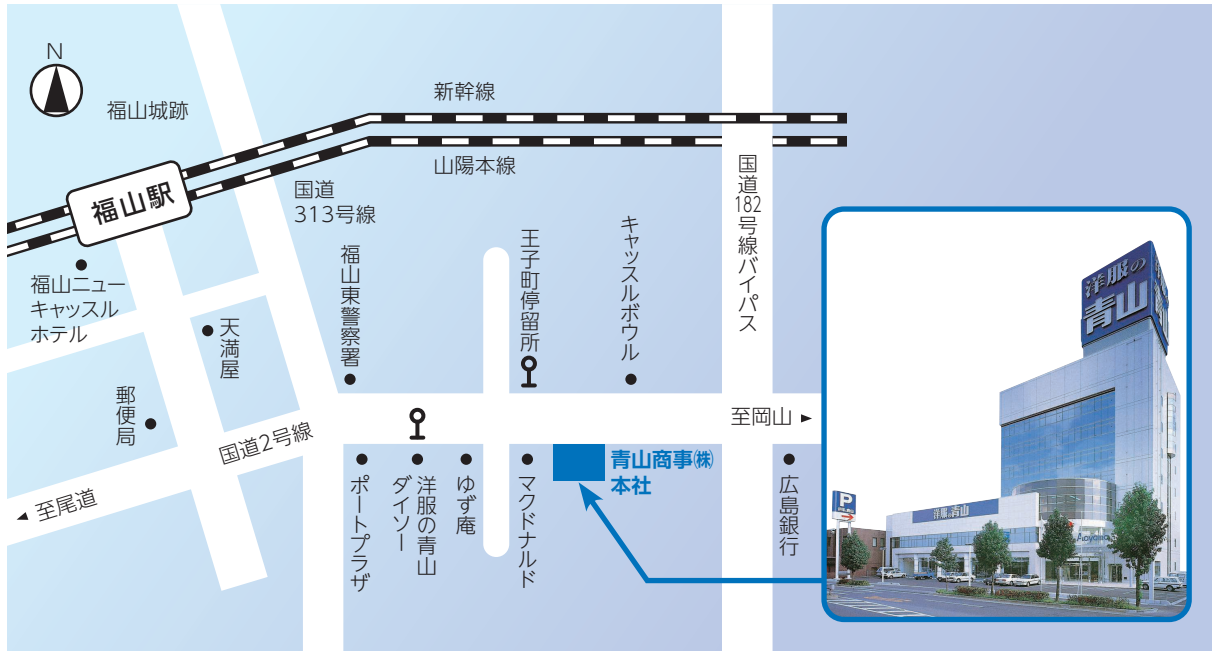 N
福山城跡
新幹線
山陽本線
福山駅
国道
313号線
国道182号線バイパス
福山ニュー
キャッスル
ホテル
天満屋
郵便局
福山東警察署
王子町停留所
キャッスルボウル
国道2号線
至尾道
至岡山
ポートプラザ
洋服の青山
ダイソー
ゆず庵
マクドナルド
青山商事㈱
本社
広島銀行
洋服の
青山
洋服の青山
P
Aoyama